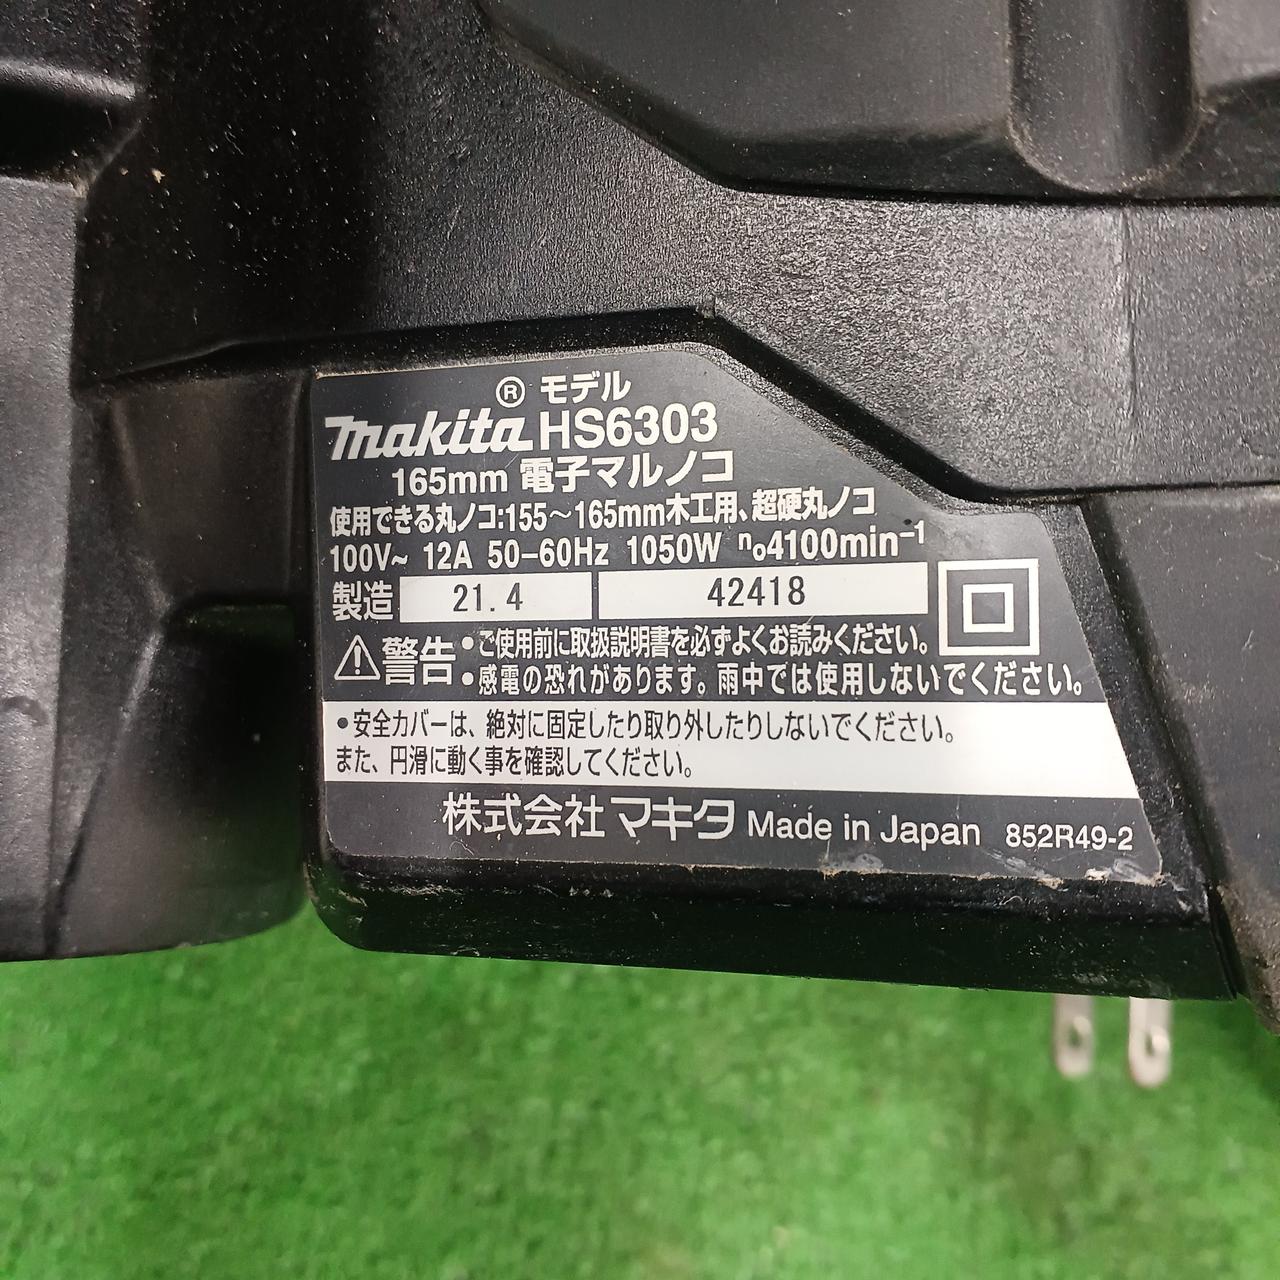 ® モデル
makita HS6303
165mm 電子マルノコ
使用できる丸ノコ:155～165mm木工用、超硬丸ノコ
100V~ 12A 50-60Hz 1050W n₀4100min⁻¹
製造 21.4 42418
⚠警告 •ご使用前に取扱説明書を必ずよくお読みください。
•感電の恐れがあります。雨中では使用しないでください。
•安全カバーは、絶対に固定したり取り外したりしないでください。
また、円滑に動く事を確認してください。
株式会社 マキタ Made in Japan 852R49-2